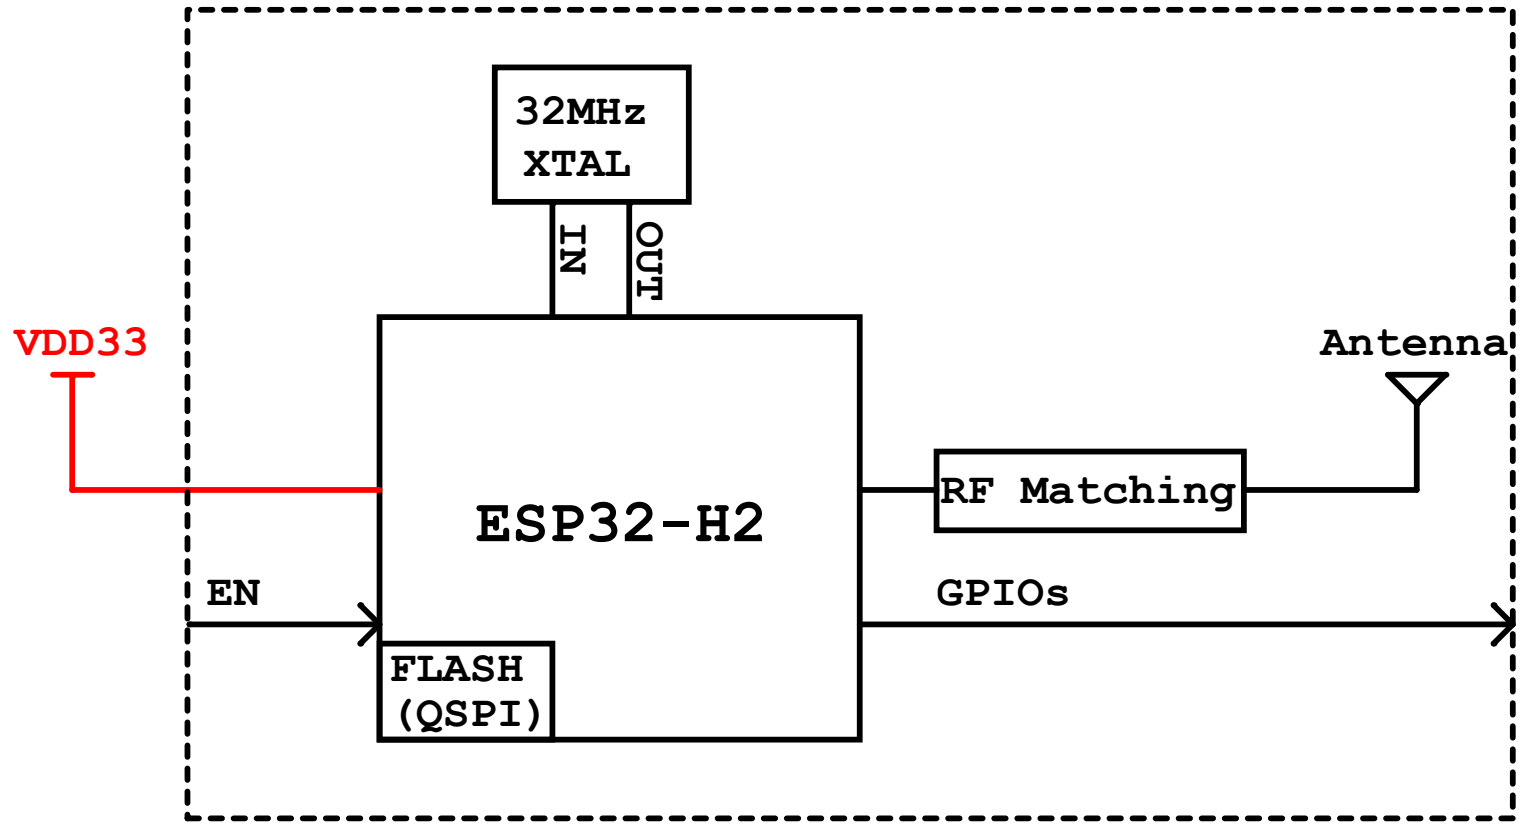 32MHz
XTAL
IN
OUT
VDD33
Antenna
RF Matching
ESP32-H2
EN
GPIOs
FLASH
(QSPI)